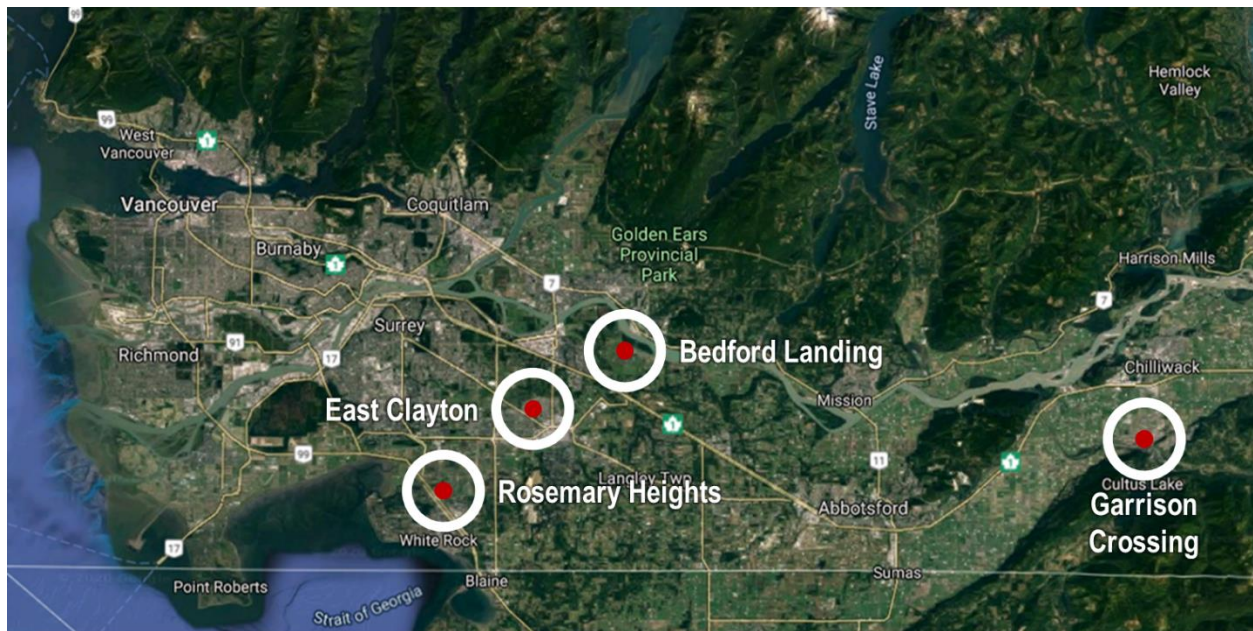 99
99
West
Vancouver
1
Stave Lake
Hemlock
Valley
Vancouver
Coquitlam
Burnaby
1
Golden Ears
Provincial
Park
Harrison Mills
7
7
Surrey
Richmond
91
17
Bedford Landing
Chilliwack
East Clayton
Mission
1
99
11
1
Rosemary Heights
Langley Twp
Cultus Lake
Abbotsford
Garrison
Crossing
White Rock
17
Point Roberts
Blaine
Sumas
Strait of Georgia